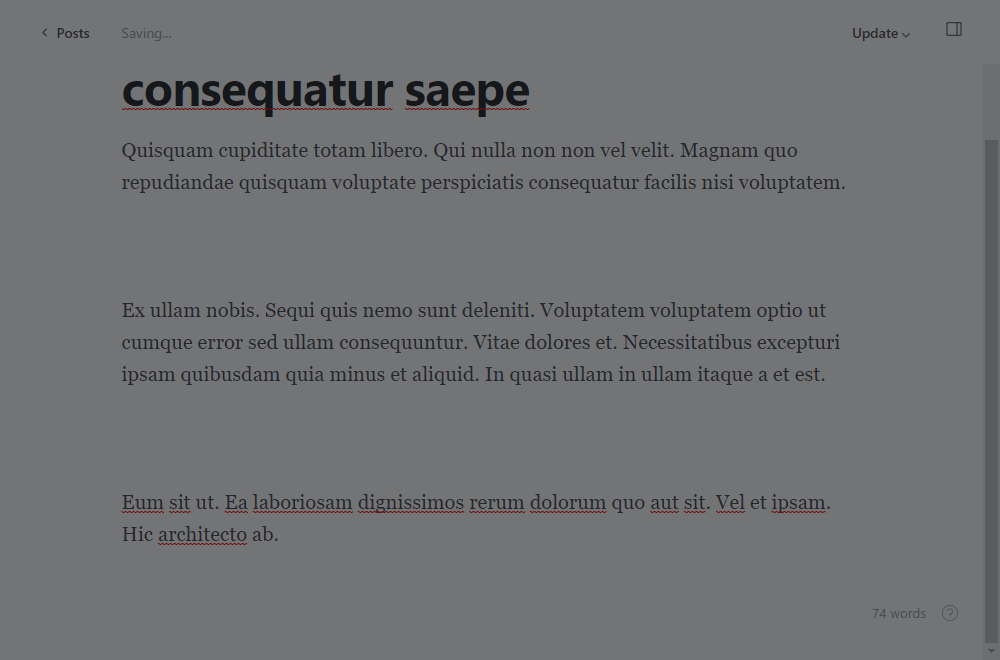 Posts
Saving...
Update
consequatur saepe
Quisquam cupiditate totam libero. Qui nulla non non vel velit. Magnam quo
repudiandae quisquam voluptate perspiciatis consequatur facilis nisi voluptatem.
Ex ullam nobis. Sequi quis nemo sunt deleniti. Voluptatem voluptatem optio ut
cumque error sed ullam consequuntur. Vitae dolores et. Necessitatibus excepturi
ipsam quibusdam quia minus et aliquid. In quasi ullam in ullam itaque a et est.
Eum sit ut. Ea laboriosam dignissimos rerum dolorum quo aut sit. Vel et ipsam.
Hic architecto ab.
74 words
?